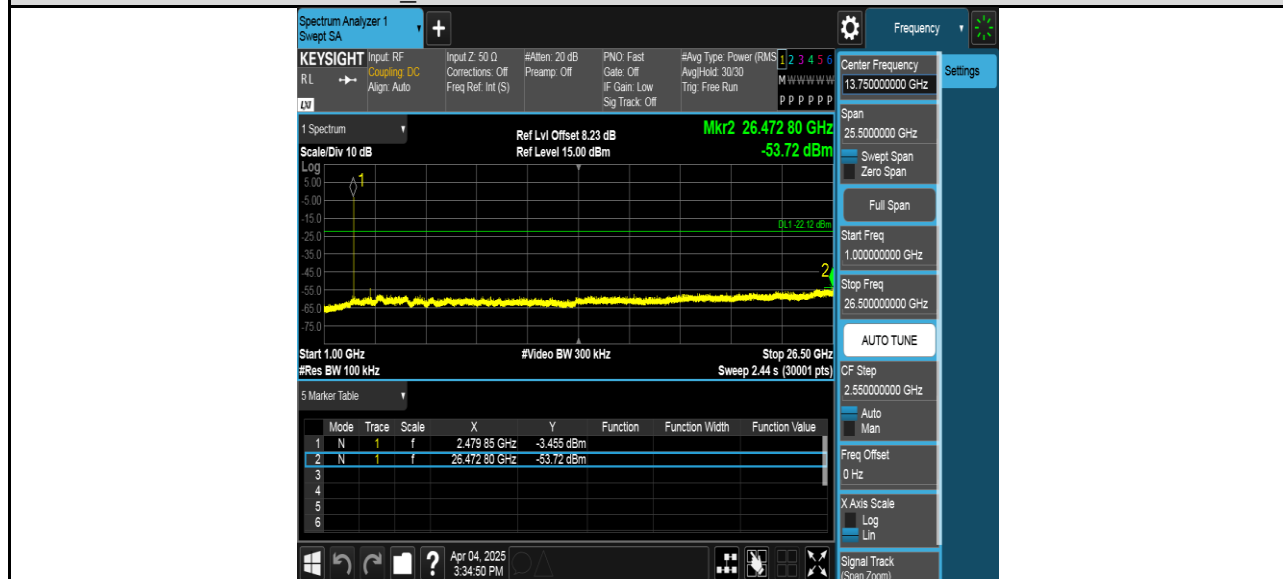 Spectrum Analyzer 1
Swept SA
+
Frequency
KEYSIGHT
RL
LXI
Input: RF
Coupling: DC
Align: Auto
Input Z: 50 Ω
Corrections: Off
Freq Ref: Int (S)
#Atten: 20 dB
Preamp: Off
PNO: Fast
Gate: Off
IF Gain: Low
Sig Track: Off
#Avg Type: Power (RMS
Avg|Hold: 30/30
Trig: Free Run
1 2 3 4 5 6
M W W W W W
P P P P P P
Center Frequency
13.750000000 GHz
Settings
1 Spectrum
Scale/Div 10 dB
Ref Lvl Offset 8.23 dB
Ref Level 15.00 dBm
Mkr2 26.472 80 GHz
-53.72 dBm
Log
5.00
-5.00
-15.0
-25.0
-35.0
-45.0
-55.0
-65.0
-75.0
1
DL1 -22.12 dBm
2
Start 1.00 GHz
#Video BW 300 kHz
Stop 26.50 GHz
#Res BW 100 kHz
Sweep 2.44 s (30001 pts)
Span
25.5000000 GHz
Swept Span
Zero Span
Full Span
Start Freq
1.000000000 GHz
Stop Freq
26.500000000 GHz
AUTO TUNE
CF Step
2.550000000 GHz
Auto
Man
Freq Offset
0 Hz
X Axis Scale
Log
Lin
Signal Track
(Span Zoom)
5 Marker Table
Mode Trace Scale X Y Function Function Width Function Value
1 N 1 f 2.479 85 GHz -3.455 dBm
2 N 1 f 26.472 80 GHz -53.72 dBm
3
4
5
6
?
Apr 04, 2025
3:34:50 PM